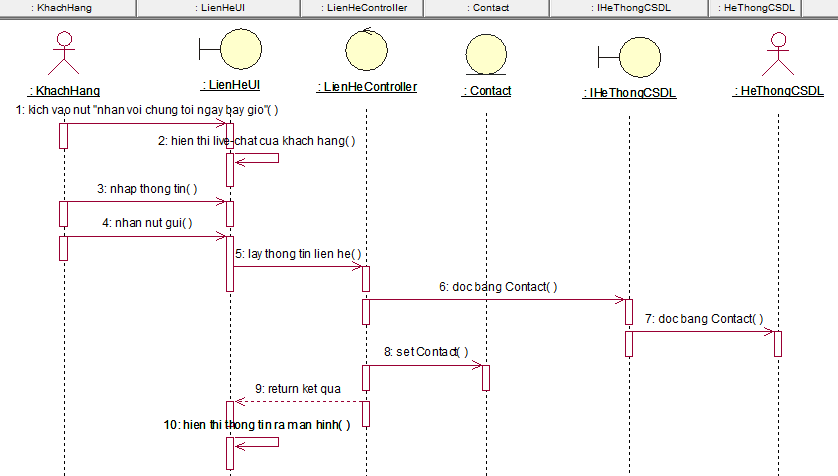 : KhachHang : LienHeUI : LienHeController : Contact : IHeThongCSDL : HeThongCSDL
: KhachHang : LienHeUI : LienHeController : Contact : IHeThongCSDL : HeThongCSDL
1: kich vao nut "nhan voi chung toi ngay bay gio"( )
2: hien thi live-chat cua khach hang( )
3: nhap thong tin( )
4: nhan nut gui( )
5: lay thong tin lien he( )
6: doc bang Contact( )
7: doc bang Contact( )
8: set Contact( )
9: return ket qua
10: hien thi thong tin ra man hinh( )